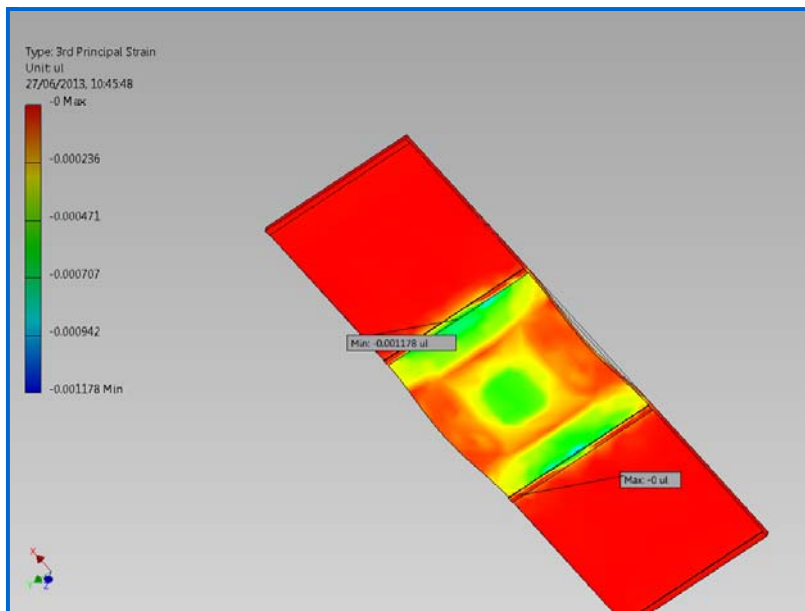 Type: 3rd Principal Strain
Unit: ul
27/06/2013, 10:45:48
-0 Max
-0.000236
-0.000471
-0.000707
-0.000942
-0.001178 Min
Min: -0.001178 ul
Max: -0 ul
X
Y
Z